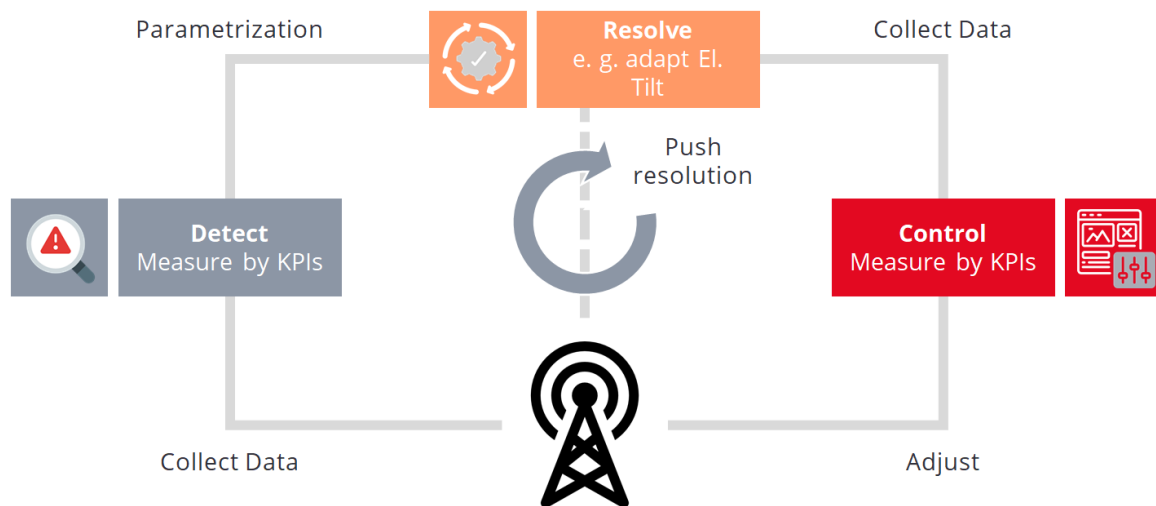 Parametrization
Resolve
e. g. adapt El.
Tilt
Collect Data
Push
resolution
Detect
Measure by KPIs
Control
Measure by KPIs
Collect Data
Adjust